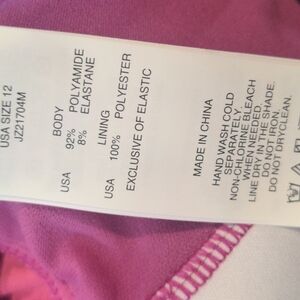 USA SIZE 12
JZ21704M
BODY
92% POLYAMIDE
8% ELASTANE
LINING
USA 100% POLYESTER
EXCLUSIVE OF ELASTIC
USA
MADE IN CHINA
HAND WASH COLD
SEPARATELY.
NON-CHLORINE BLEACH
WHEN NEEDED.
LINE DRY IN THE SHADE.
DO NOT IRON.
DO NOT DRYCLEAN.